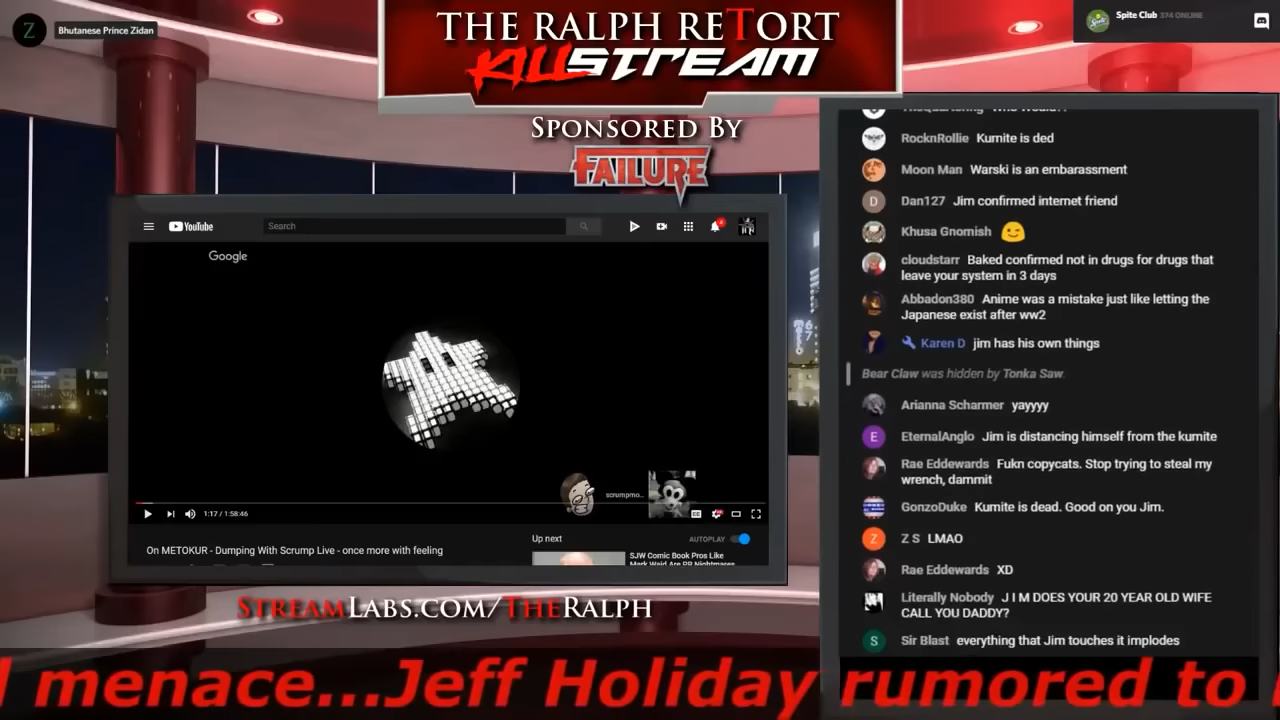 Z
Bhutanese Prince Zidan
THE RALPH RETORT
KILLSTREAM
SPONSORED BY
FAILURE
Spite Club 374 ONLINE
YouTube
Search
Google
scrumpmo...
1:17 / 1:58:46
On METOKUR - Dumping With Scrump Live - once more with feeling
Up next
AUTOPLAY
SJW Comic Book Pros Like
Mark Waid Are PR Nightmares
STREAMLABS.COM/THERALPH
RocknRollie Kumite is ded
Moon Man Warski is an embarassment
D
Dan127 Jim confirmed internet friend
Khusa Gnomish 😉
cloudstarr Baked confirmed not in drugs for drugs that
leave your system in 3 days
Abbadon380 Anime was a mistake just like letting the
Japanese exist after ww2
Karen D jim has his own things
Bear Claw was hidden by Tonka Saw.
Arianna Scharmer yayyyy
E
EternalAnglo Jim is distancing himself from the kumite
Rae Eddewards Fukn copycats. Stop trying to steal my
wrench, dammit
GonzoDuke Kumite is dead. Good on you Jim.
Z
Z S LMAO
Rae Eddewards XD
Literally Nobody J I M DOES YOUR 20 YEAR OLD WIFE
CALL YOU DADDY?
S
Sir Blast everything that Jim touches it implodes
menace...Jeff Holiday rumored to